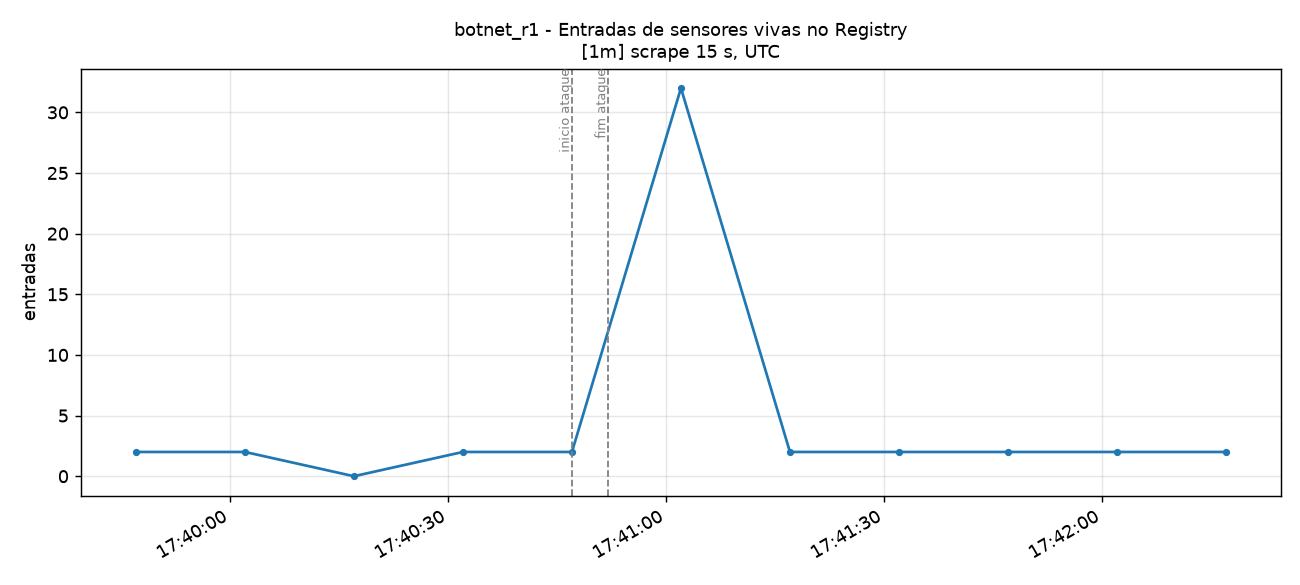 botnet_r1 - Entradas de sensores vivas no Registry
[1m] scrape 15 s, UTC
entradas
30
25
20
15
10
5
0
inicio ataque
fim ataque
17:40:00
17:40:30
17:41:00
17:41:30
17:42:00